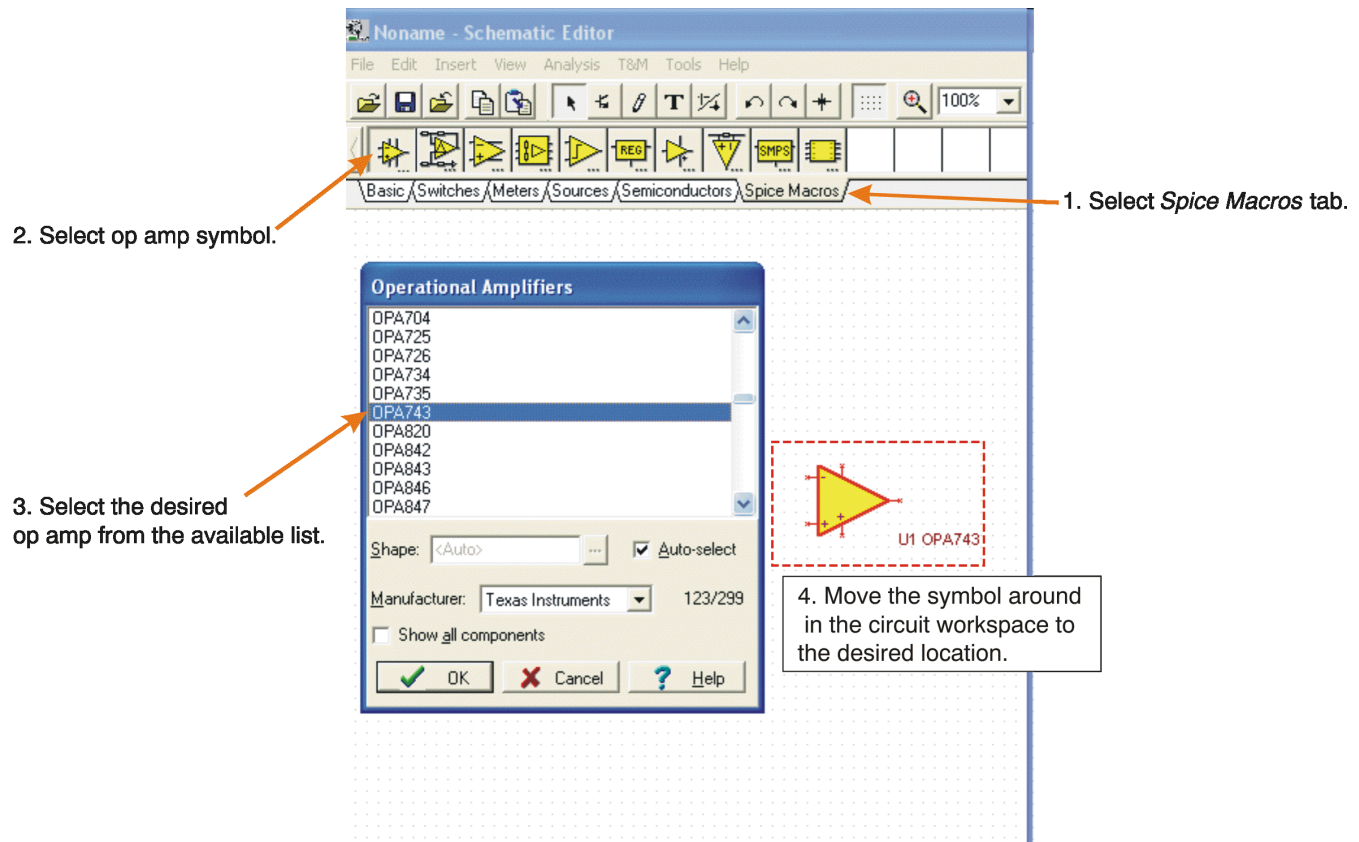 Noname - Schematic Editor
File Edit Insert View Analysis T&M Tools Help
T
100%
REG
SMPS
Basic Switches Meters Sources Semiconductors Spice Macros
1. Select Spice Macros tab.
2. Select op amp symbol.
Operational Amplifiers
OPA704
OPA725
OPA726
OPA734
OPA735
OPA743
OPA820
OPA842
OPA843
OPA846
OPA847
3. Select the desired
op amp from the available list.
Shape: <Auto> ... Auto-select
Manufacturer: Texas Instruments 123/299
Show all components
OK Cancel ? Help
U1 OPA743
4. Move the symbol around
in the circuit workspace to
the desired location.